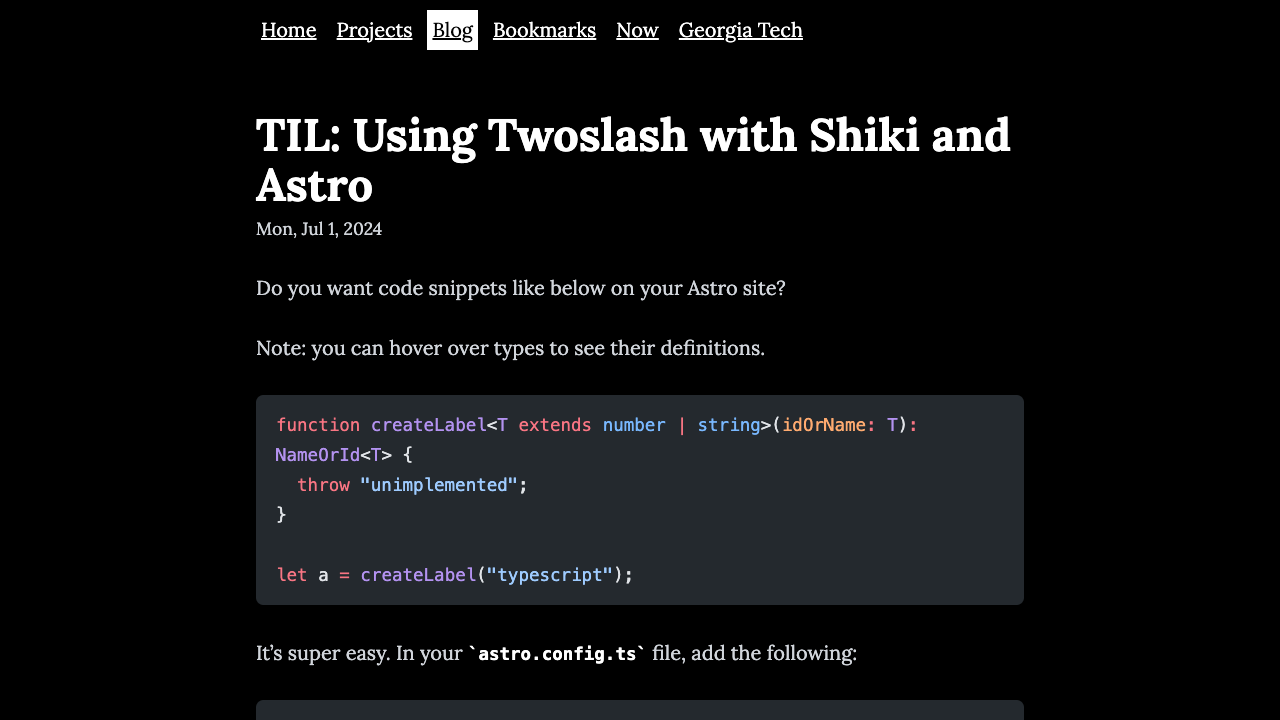 Home Projects Blog Bookmarks Now Georgia Tech
TIL: Using Twoslash with Shiki and
Astro
Mon, Jul 1, 2024
Do you want code snippets like below on your Astro site?
Note: you can hover over types to see their definitions.
function createLabel<T extends number | string>(idOrName: T):
NameOrId<T> {
  throw "unimplemented";
}
let a = createLabel("typescript");
It’s super easy. In your `astro.config.ts` file, add the following: